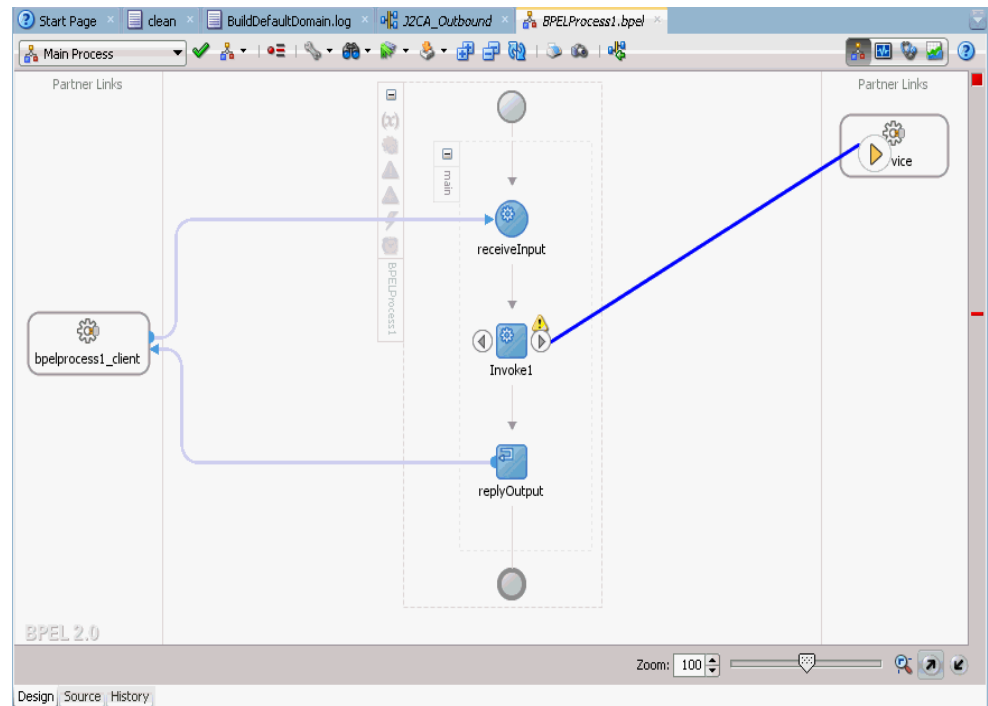 Start Page
clean
BuildDefaultDomain.log
J2CA_Outbound
BPELProcess1.bpel
Main Process
Partner Links
Partner Links
(x)
main
vice
receiveInput
BPELProcess1
bpelprocess1_client
Invoke1
replyOutput
BPEL 2.0
Zoom: 100
Design Source History